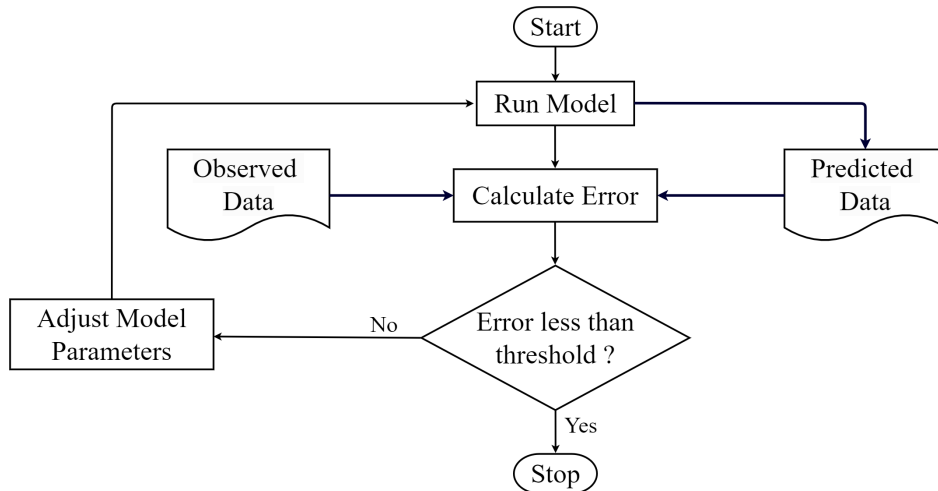 Start
Run Model
Observed
Data
Calculate Error
Predicted
Data
Adjust Model
Parameters
No
Error less than
threshold ?
Yes
Stop